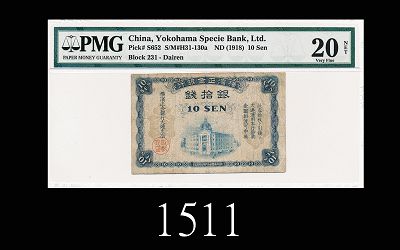 PMG
PAPER MONEY GUARANTY
China, Yokohama Specie Bank, Ltd.
Pick# S652 S/M#H31-130a ND (1918) 10 Sen
Block 231 - Dairen
20 NET
Very Fine
銀拾錢
10 SEN
1511